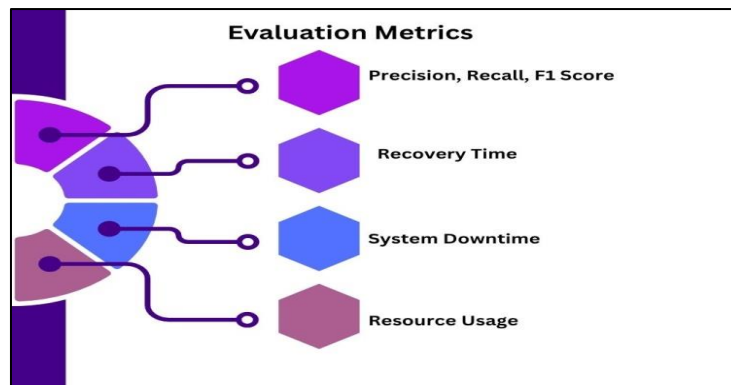 Evaluation Metrics
Precision, Recall, F1 Score
Recovery Time
System Downtime
Resource Usage